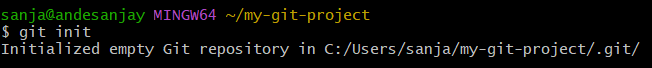 sanja@andesanjay MINGW64 ~/my-git-project
$ git init
Initialized empty Git repository in C:/Users/sanja/my-git-project/.git/